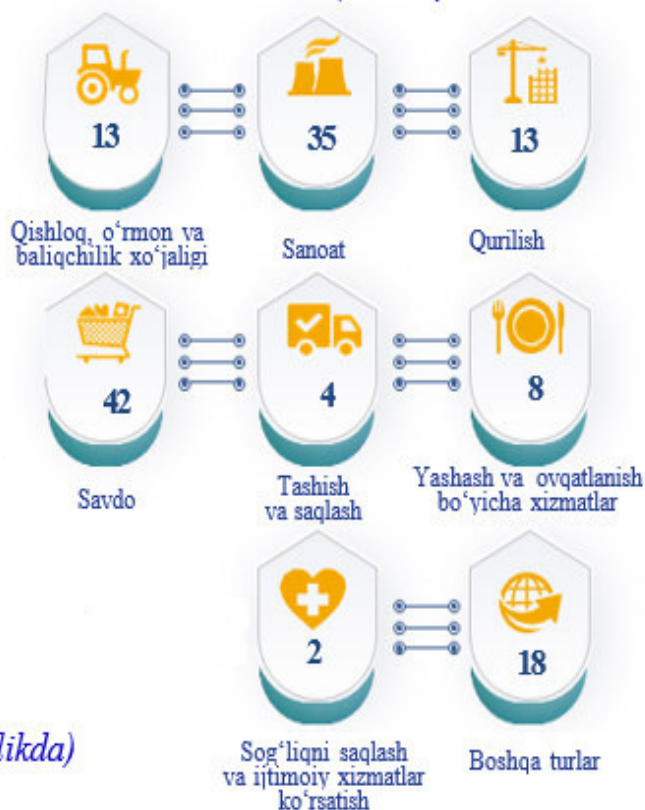 13
35
13
Qishloq, o‘rmon va
baliqchilik xo‘jaligi
Sanoat
Qurilish
42
4
8
Savdo
Tashish
va saqlash
Yashash va ovqatlanish
bo‘yicha xizmatlar
2
18
likda)
Sog‘liqni saqlash
va ijtimoiy xizmatlar
ko‘rsatish
Boshqa turlar